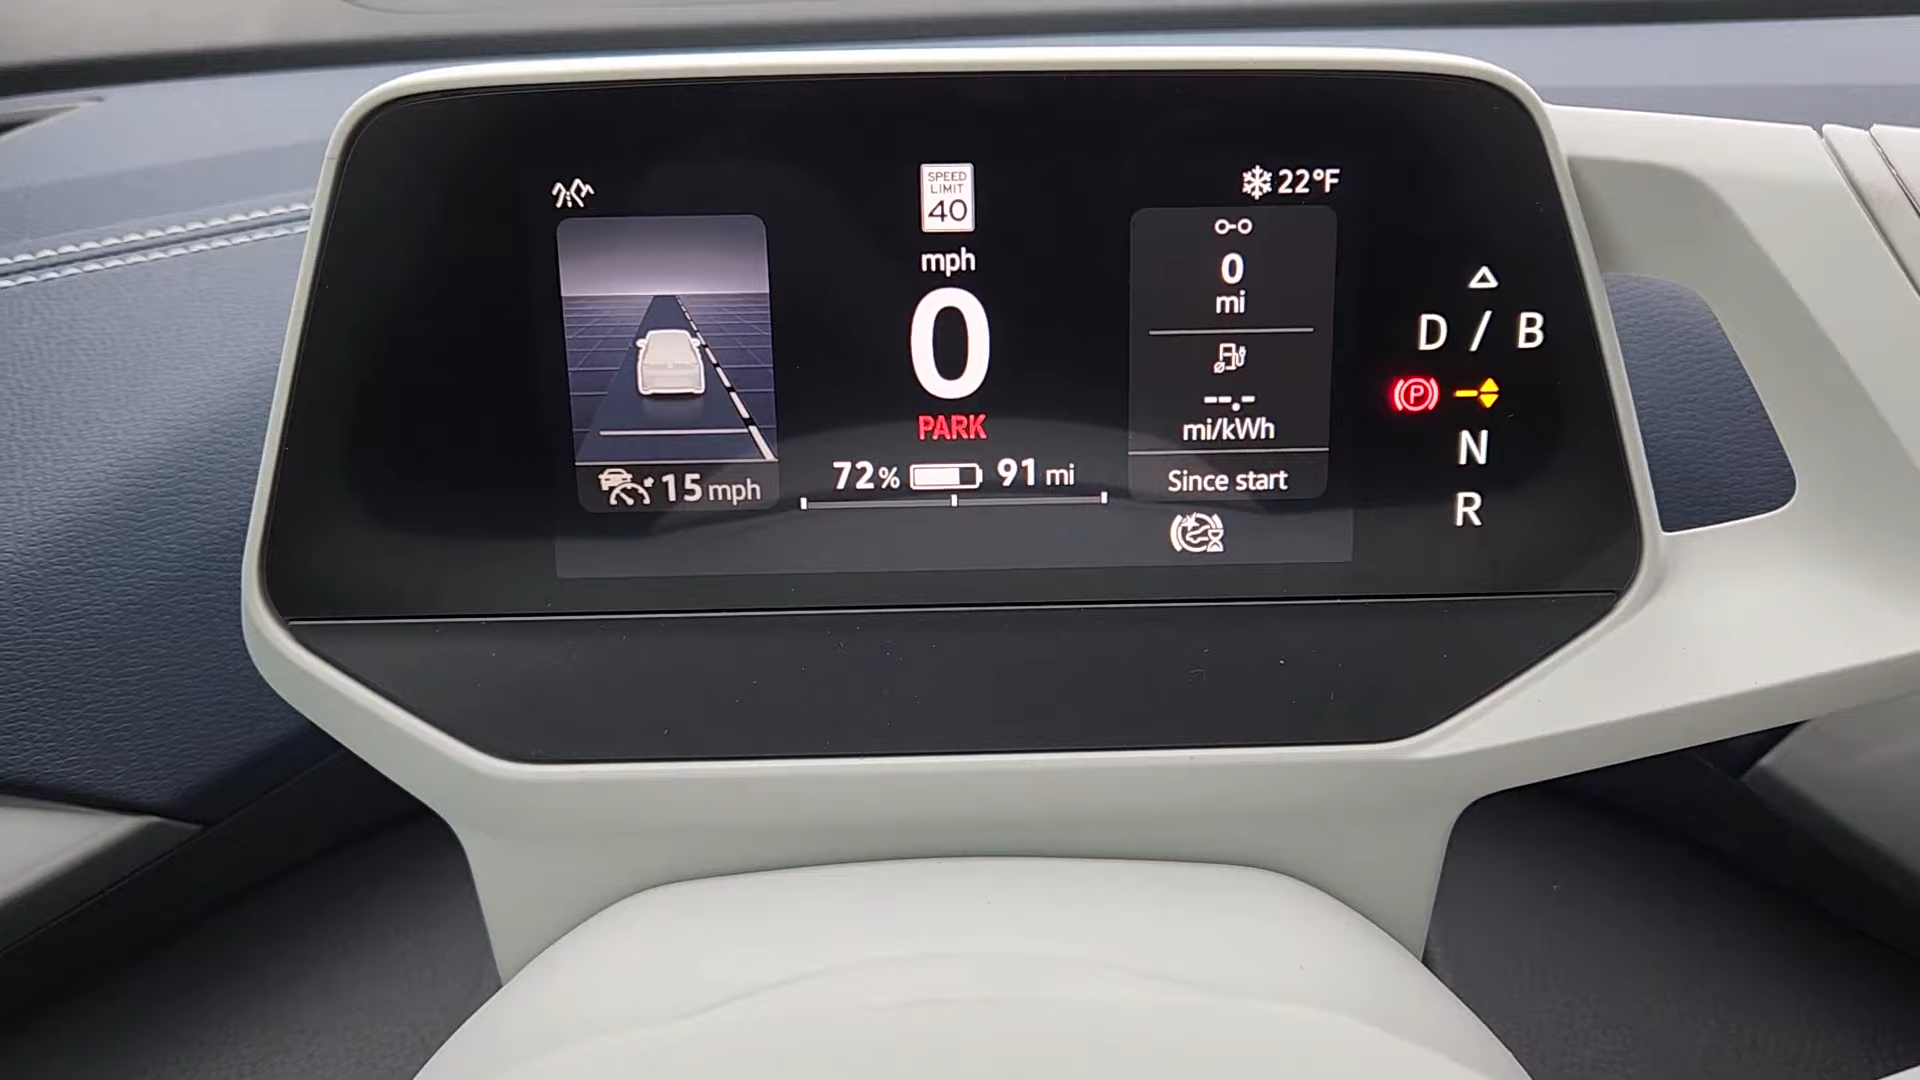 SPEED
LIMIT
40
22°F
mph
0
PARK
72% 91 mi
15 mph
0
mi
--.-
mi/kWh
Since start
D / B
P
N
R